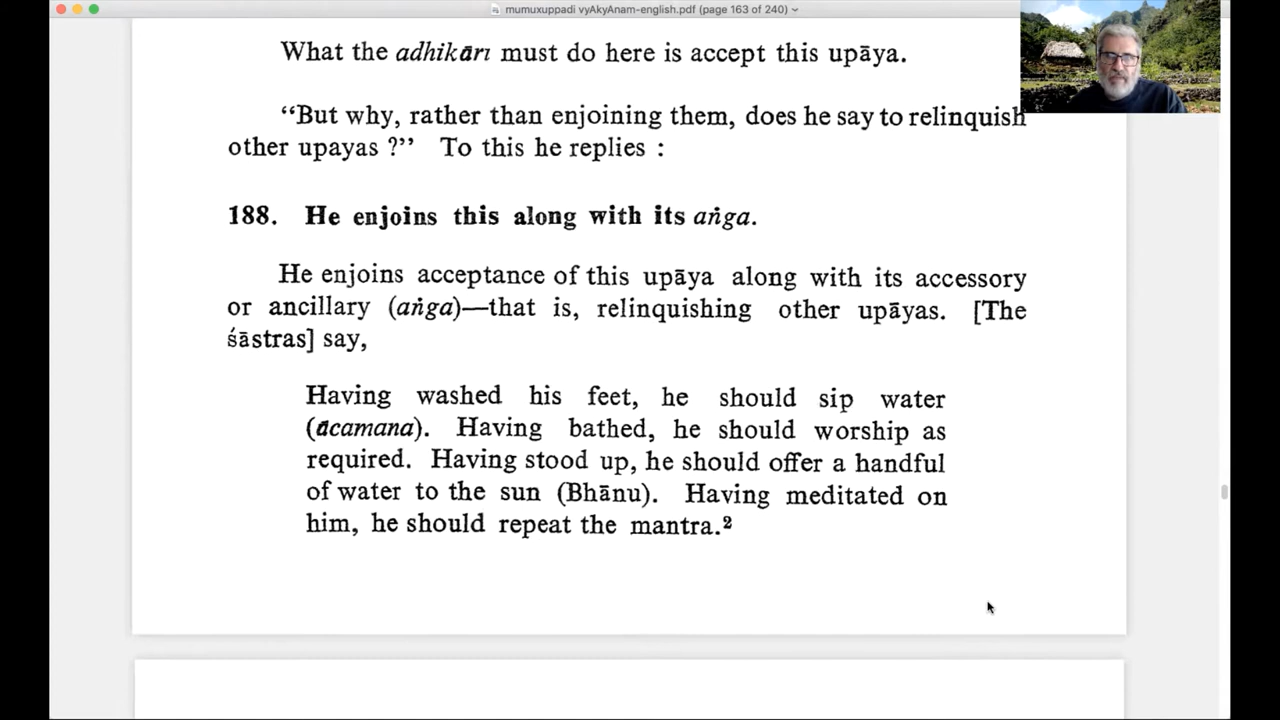 mumuxuppadi vyAkyAnam-english.pdf (page 163 of 240)
What the adhikārı must do here is accept this upāya.
“But why, rather than enjoining them, does he say to relinquish
other upayas ?” To this he replies :
188. He enjoins this along with its aṅga.
He enjoins acceptance of this upāya along with its accessory
or ancillary (aṅga)—that is, relinquishing other upāyas. [The
śāstras] say,
Having washed his feet, he should sip water
(ācamana). Having bathed, he should worship as
required. Having stood up, he should offer a handful
of water to the sun (Bhānu). Having meditated on
him, he should repeat the mantra.²